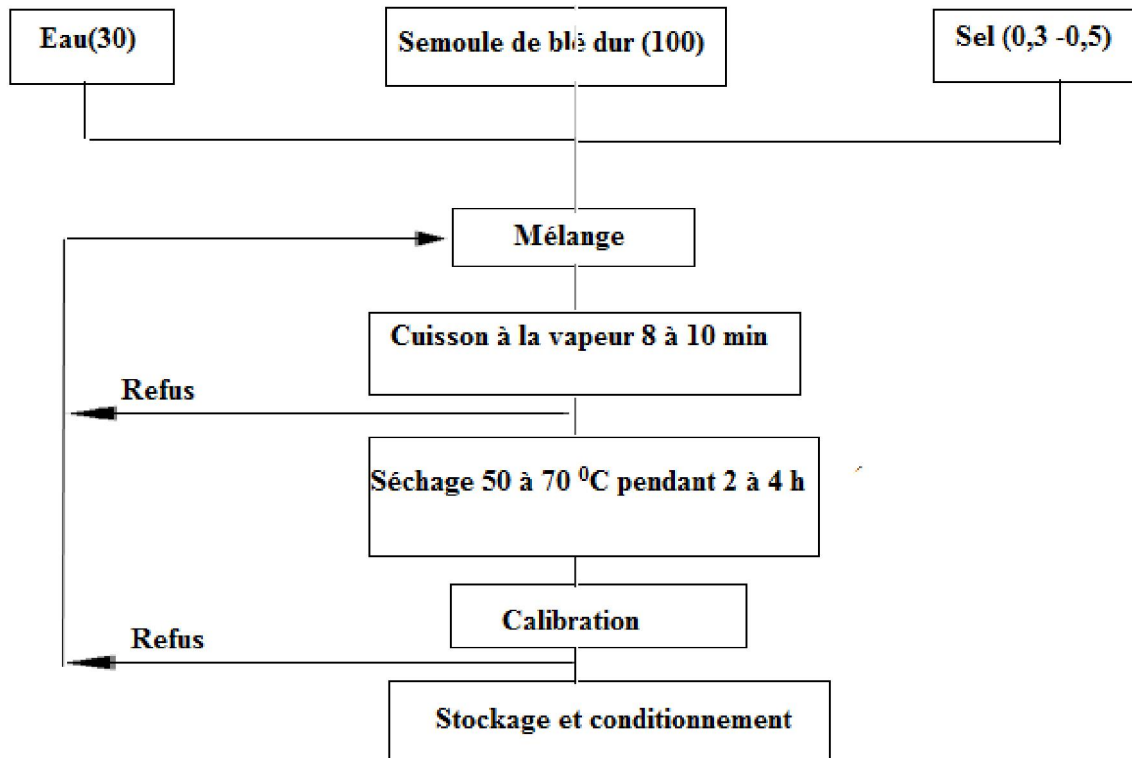 Eau(30)
Semoule de blé dur (100)
Sel (0,3 -0,5)
Mélange
Cuisson à la vapeur 8 à 10 min
Refus
Séchage 50 à 70 ⁰C pendant 2 à 4 h
Calibration
Refus
Stockage et conditionnement